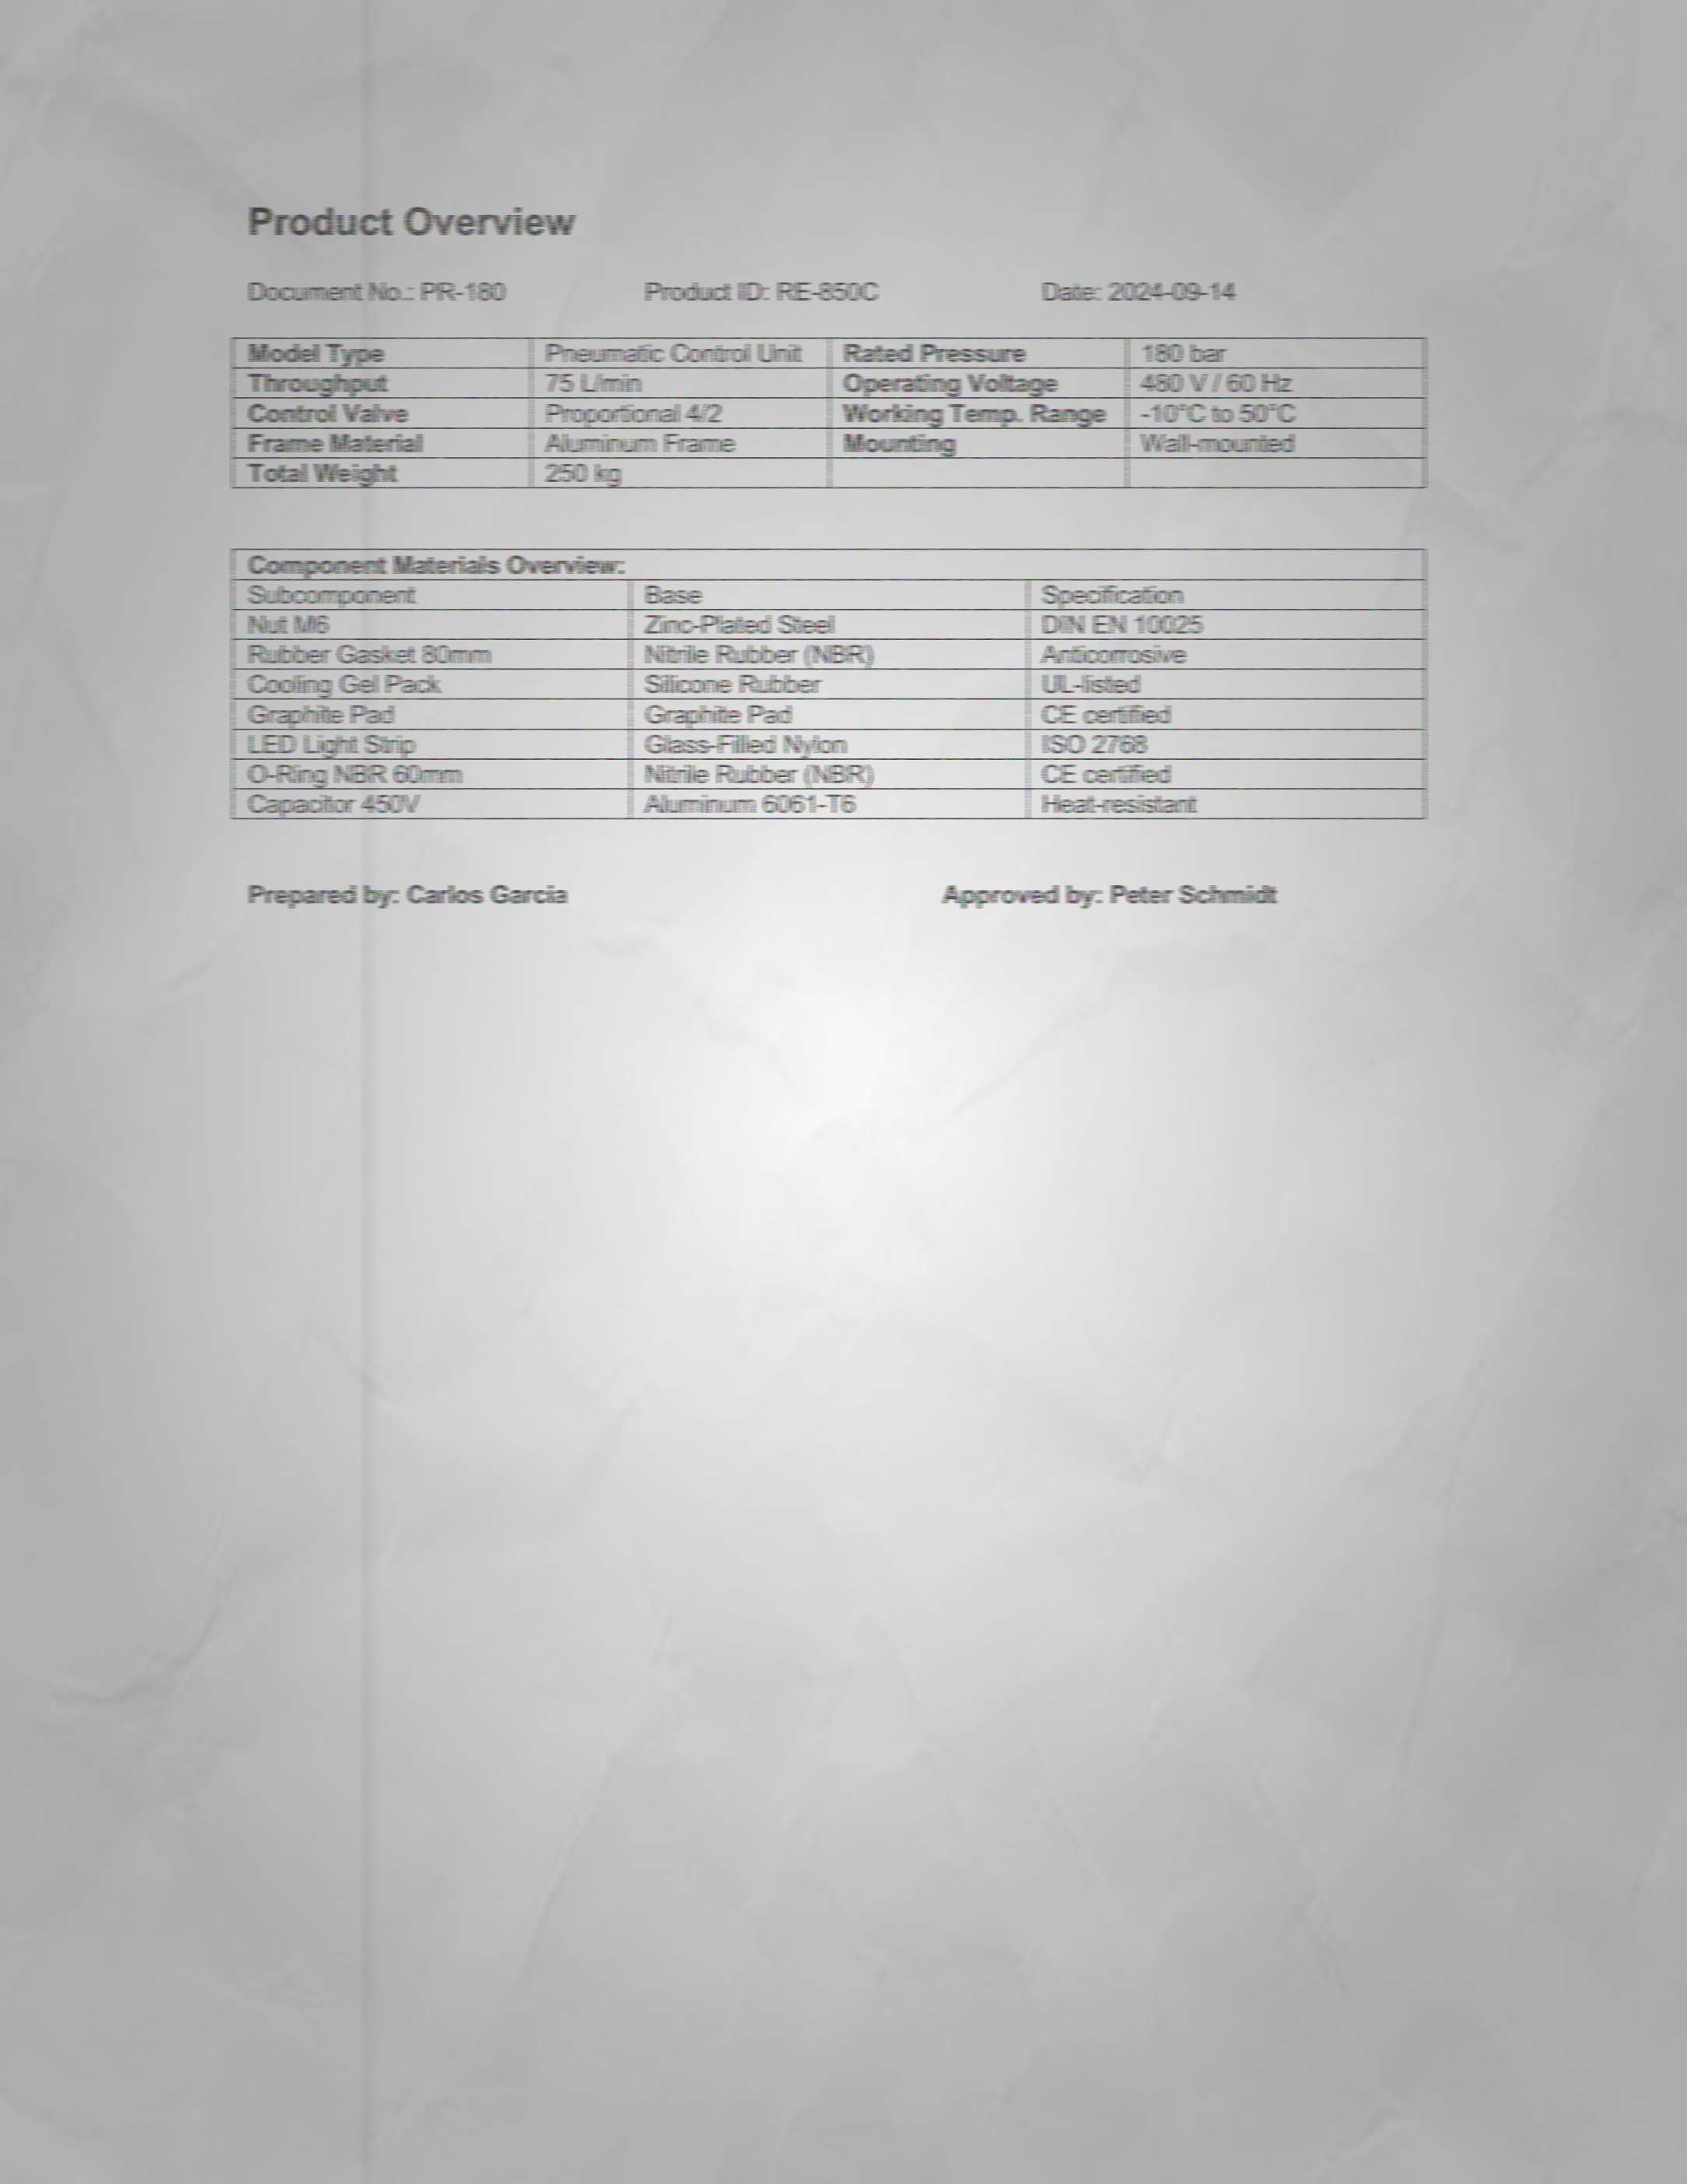 Product Overview
Document No.: PR-180 Product ID: RE-850C Date: 2024-09-14
Model Type Pneumatic Control Unit Rated Pressure 180 bar
Throughput 75 L/min Operating Voltage 480 V / 60 Hz
Control Valve Proportional 4/2 Working Temp. Range -10°C to 50°C
Frame Material Aluminum Frame Mounting Wall-mounted
Total Weight 250 kg
Component Materials Overview:
Subcomponent Base Specification
Nut M6 Zinc-Plated Steel DIN EN 10025
Rubber Gasket 80mm Nitrile Rubber (NBR) Anticorrosive
Cooling Gel Pack Silicone Rubber UL-listed
Graphite Pad Graphite Pad CE certified
LED Light Strip Glass-Filled Nylon ISO 2768
O-Ring NBR 60mm Nitrile Rubber (NBR) CE certified
Capacitor 450V Aluminum 6061-T6 Heat-resistant
Prepared by: Carlos Garcia Approved by: Peter Schmidt